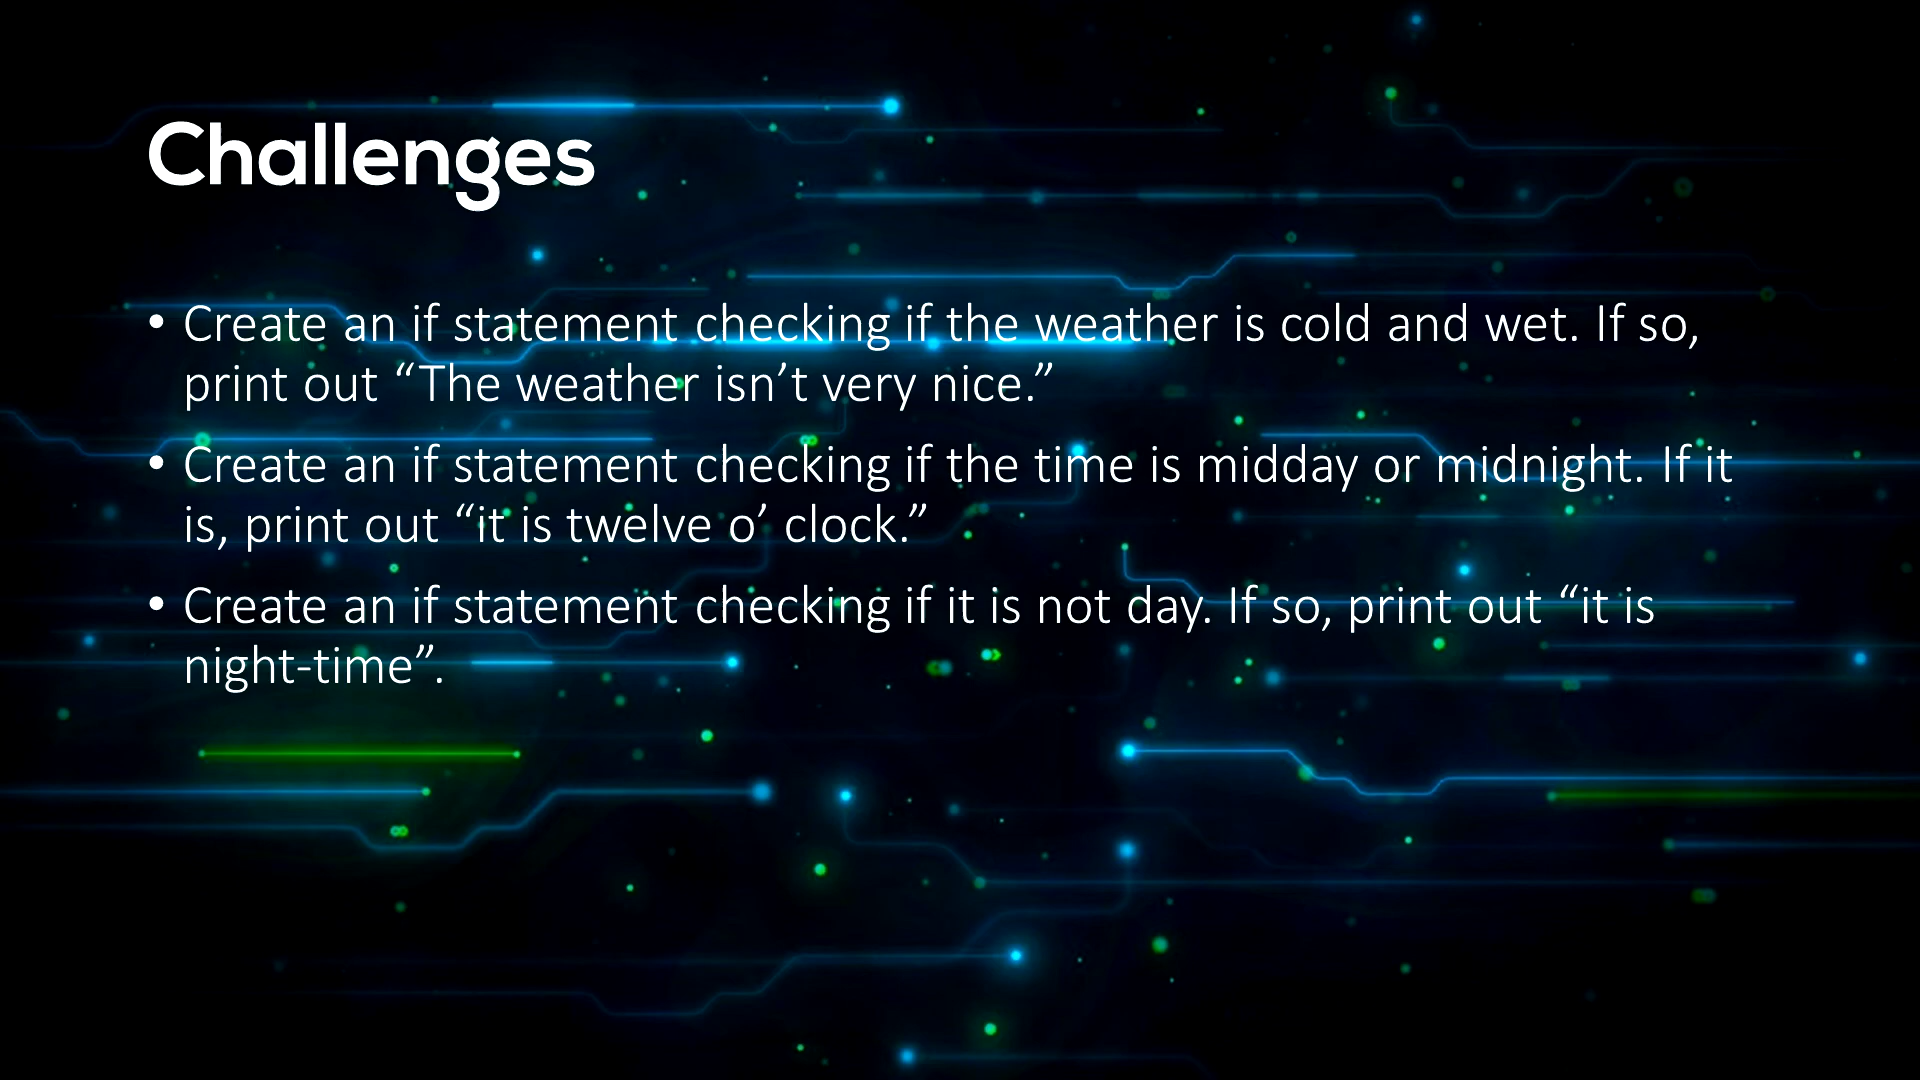 Challenges
• Create an if statement checking if the weather is cold and wet. If so,
print out “The weather isn’t very nice.”
• Create an if statement checking if the time is midday or midnight. If it
is, print out “it is twelve o’ clock.”
• Create an if statement checking if it is not day. If so, print out “it is
night-time”.